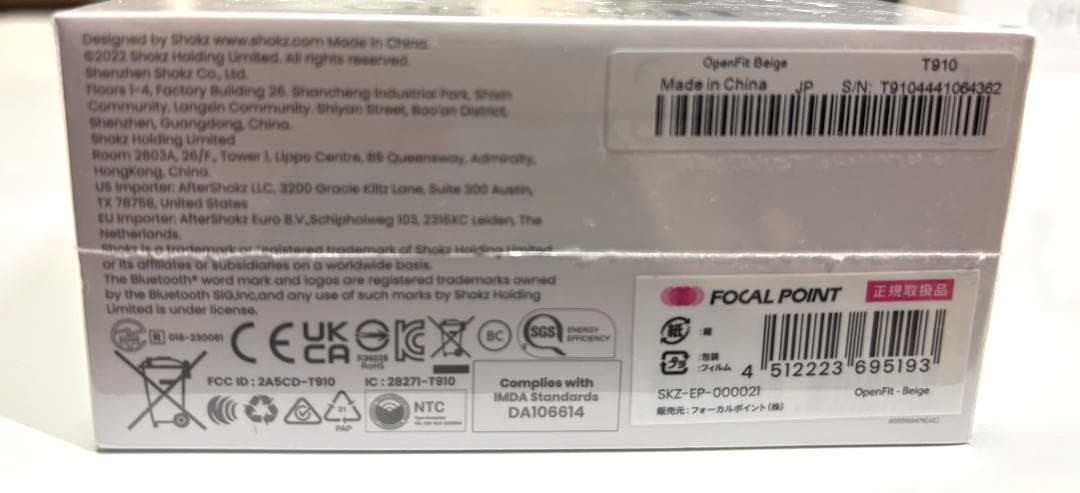 Designed by Shokz www.shokz.com Made in China
©2022 Shokz Holding Limited. All rights reserved.
Shenzhen Shokz Co., Ltd.
Floors 1-4, Factory Building 26, Shancheng Industrial Park, Shixin
Community, Langxin Community, Shiyan Street, Bao'an District,
Shenzhen, Guangdong, China.
Shokz Holding Limited
Room 2603A, 26/F., Tower 1, Lippo Centre, 89 Queensway, Admiralty,
HongKong, China.
US Importer: AfterShokz LLC, 3200 Gracie Kiltz Lane, Suite 300 Austin,
TX 78758, United States
EU Importer: AfterShokz Euro B.V.,Schipholweg 103, 2316XC Leiden, The
Netherlands.
Shokz is a trademark or registered trademark of Shokz Holding Limited
or its affiliates or subsidiaries on a worldwide basis.
The Bluetooth® word mark and logos are registered trademarks owned
by the Bluetooth SIG,Inc,and any use of such marks by Shokz Holding
Limited is under license.
R 018-230081
CE
UK
CA
R36026
RoHS
BC
SGS
ENERGY
EFFICIENCY
FCC ID : 2A5CD-T910
IC : 28271-T910
21
PAP
NTC
Complies with
IMDA Standards
DA106614
OpenFit Beige
T910
Made in China
JP
S/N: T9104441064362
FOCAL POINT
正規取扱品
紙
:箱
プラ
:包装
:フィルム
4 512223 695193
SKZ-EP-000021
OpenFit - Beige
販売元 : フォーカルポイント(株)